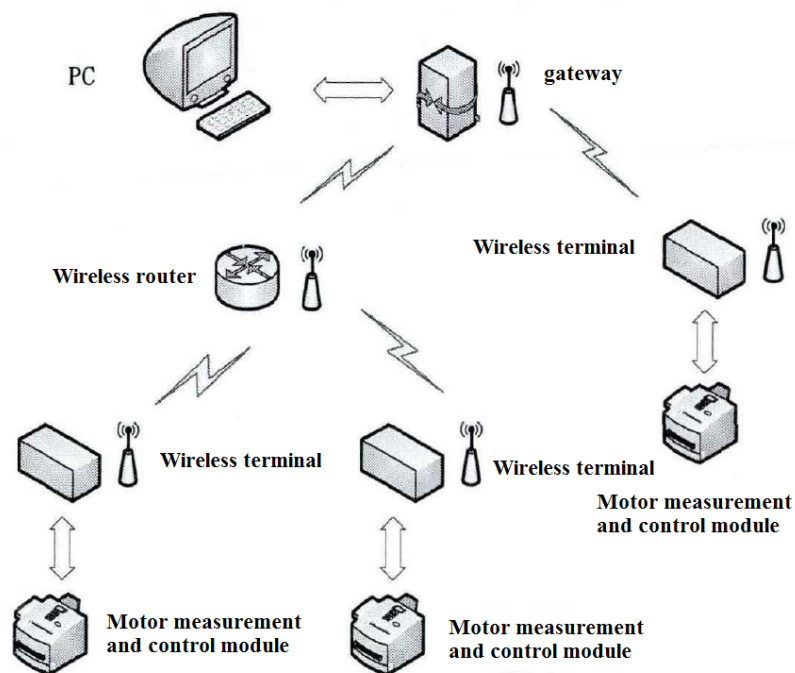 PC
gateway
Wireless router
Wireless terminal
Wireless terminal
Wireless terminal
Motor measurement
and control module
Motor measurement
and control module
Motor measurement
and control module